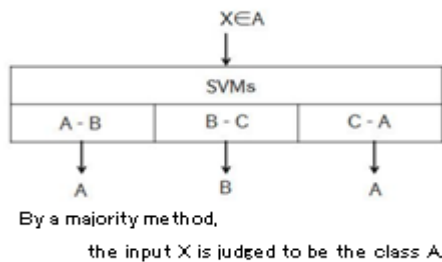 X∈A
SVMs
A - B B - C C - A
A B A
By a majority method,
the input X is judged to be the class A